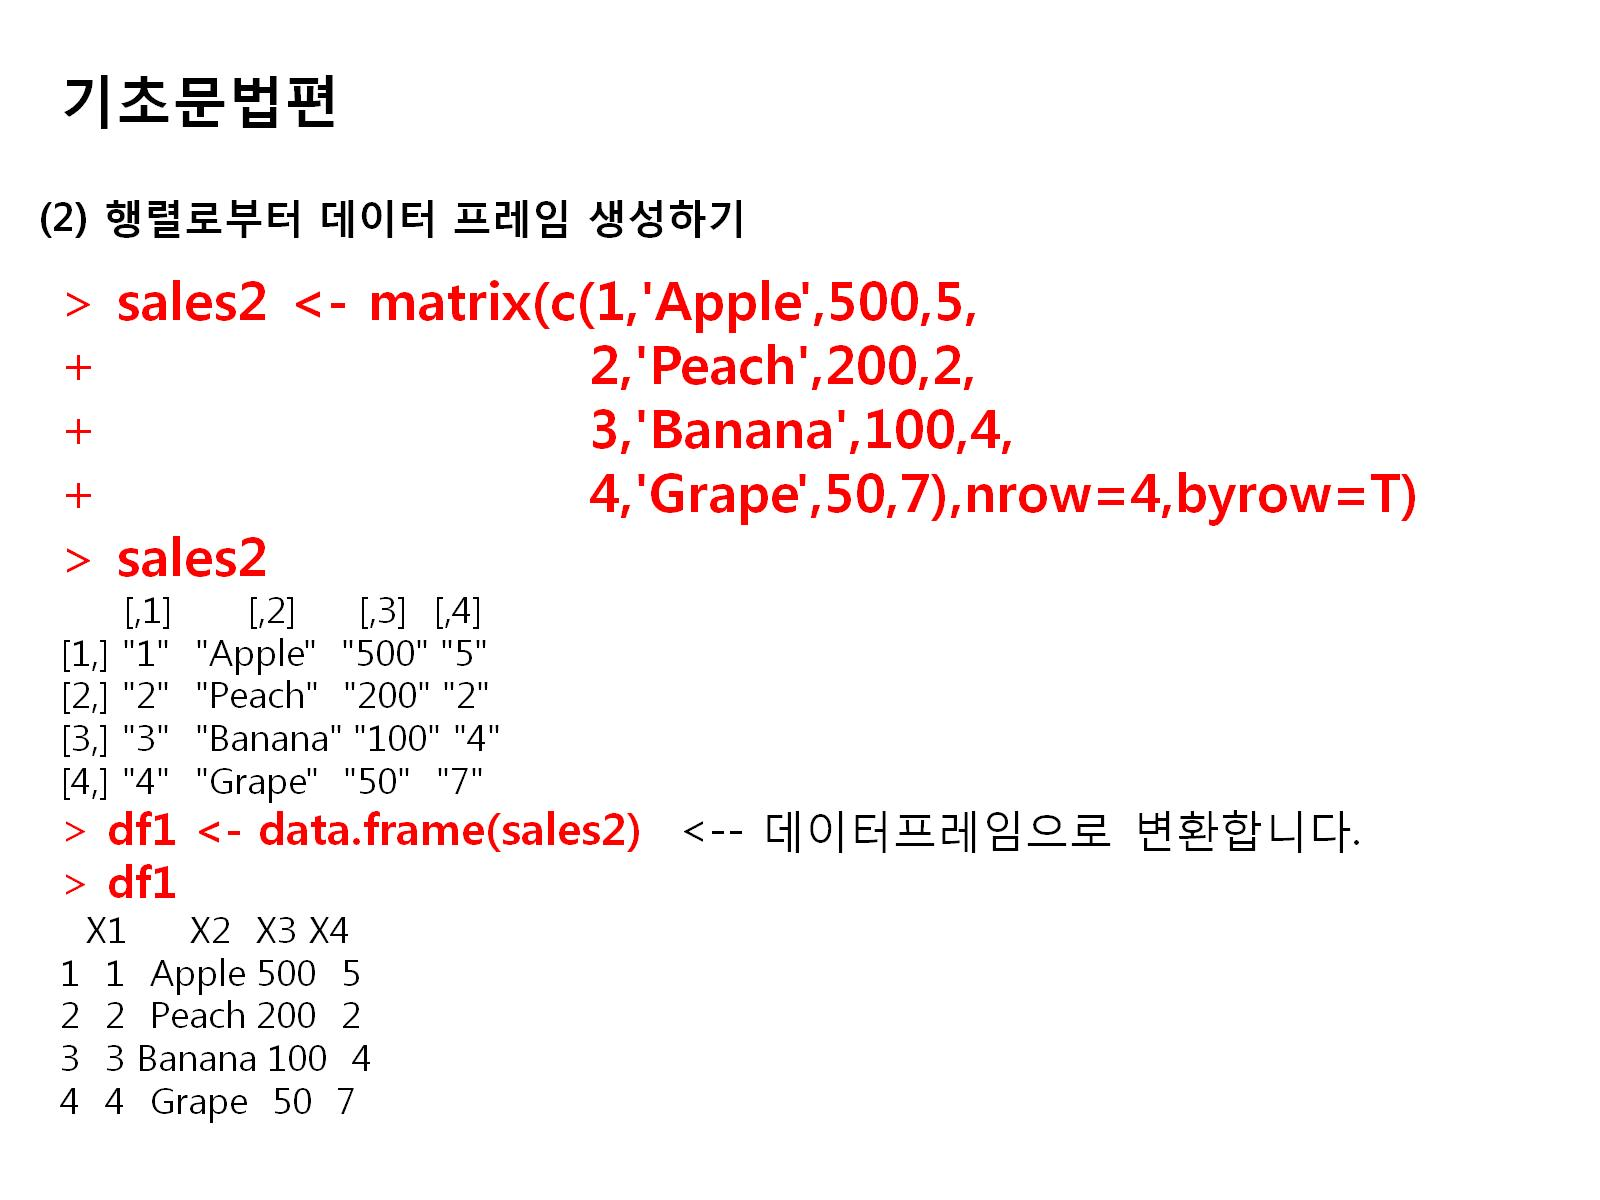 기초문법편
(2) 행렬로부터 데이터 프레임 생성하기
> sales2 <- matrix(c(1,'Apple',500,5,
+ 2,'Peach',200,2,
+ 3,'Banana',100,4,
+ 4,'Grape',50,7),nrow=4,byrow=T)
> sales2
[,1] [,2] [,3] [,4]
[1,] "1" "Apple" "500" "5"
[2,] "2" "Peach" "200" "2"
[3,] "3" "Banana" "100" "4"
[4,] "4" "Grape" "50" "7"
> df1 <- data.frame(sales2) <-- 데이터프레임으로 변환합니다.
> df1
X1 X2 X3 X4
1 1 Apple 500 5
2 2 Peach 200 2
3 3 Banana 100 4
4 4 Grape 50 7